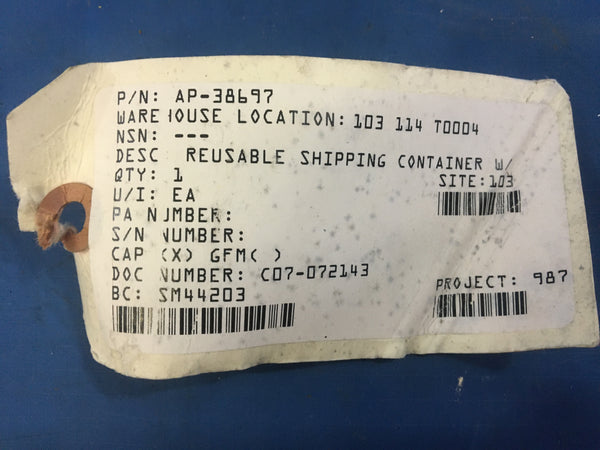 P/N: AP-38697
WAREHOUSE LOCATION: 103 114 T0004
NSN: ---
DESC REUSABLE SHIPPING CONTAINER W/
QTY: 1
SITE: 103
U/I: EA
PA NUMBER:
S/N NUMBER:
CAP (X) GFM( )
DOC NUMBER: C07-072143
PROJECT: 987
BC: SM44203